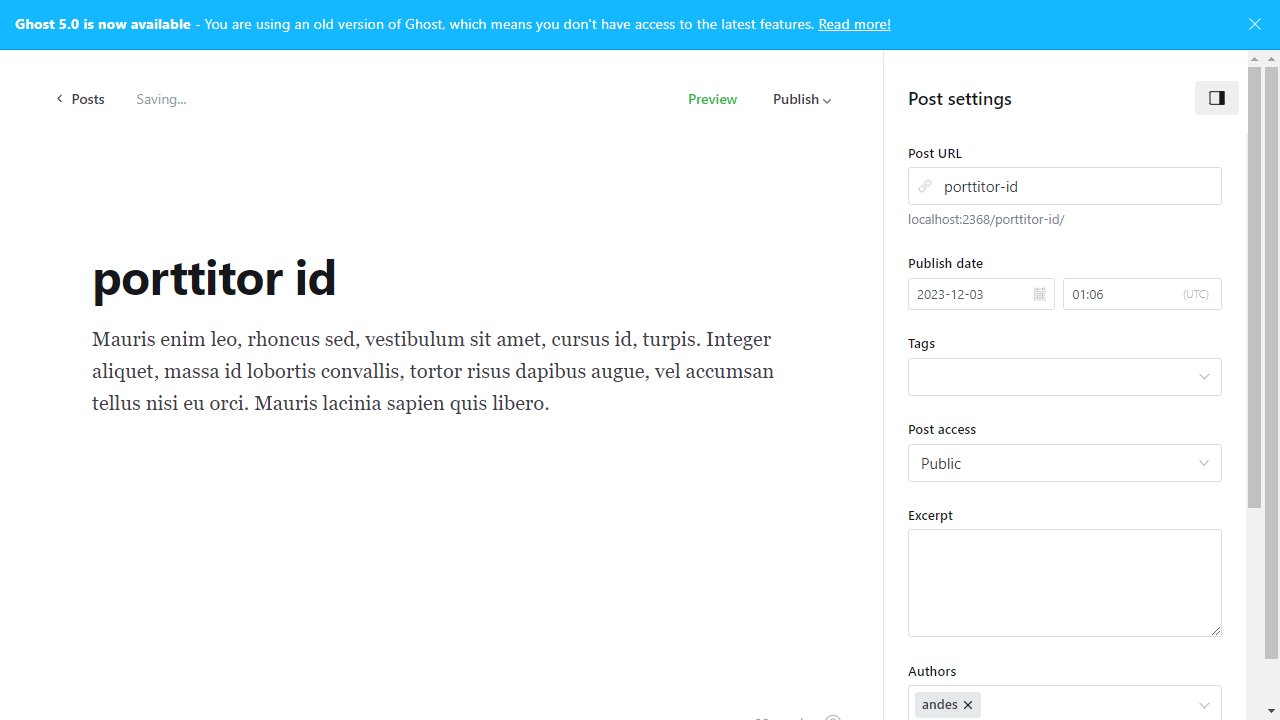 Ghost 5.0 is now available - You are using an old version of Ghost, which means you don't have access to the latest features. Read more!
Posts
Saving...
Preview
Publish
porttitor id
Mauris enim leo, rhoncus sed, vestibulum sit amet, cursus id, turpis. Integer
aliquet, massa id lobortis convallis, tortor risus dapibus augue, vel accumsan
tellus nisi eu orci. Mauris lacinia sapien quis libero.
Post settings
Post URL
porttitor-id
localhost:2368/porttitor-id/
Publish date
2023-12-03
01:06
(UTC)
Tags
Post access
Public
Excerpt
Authors
andes